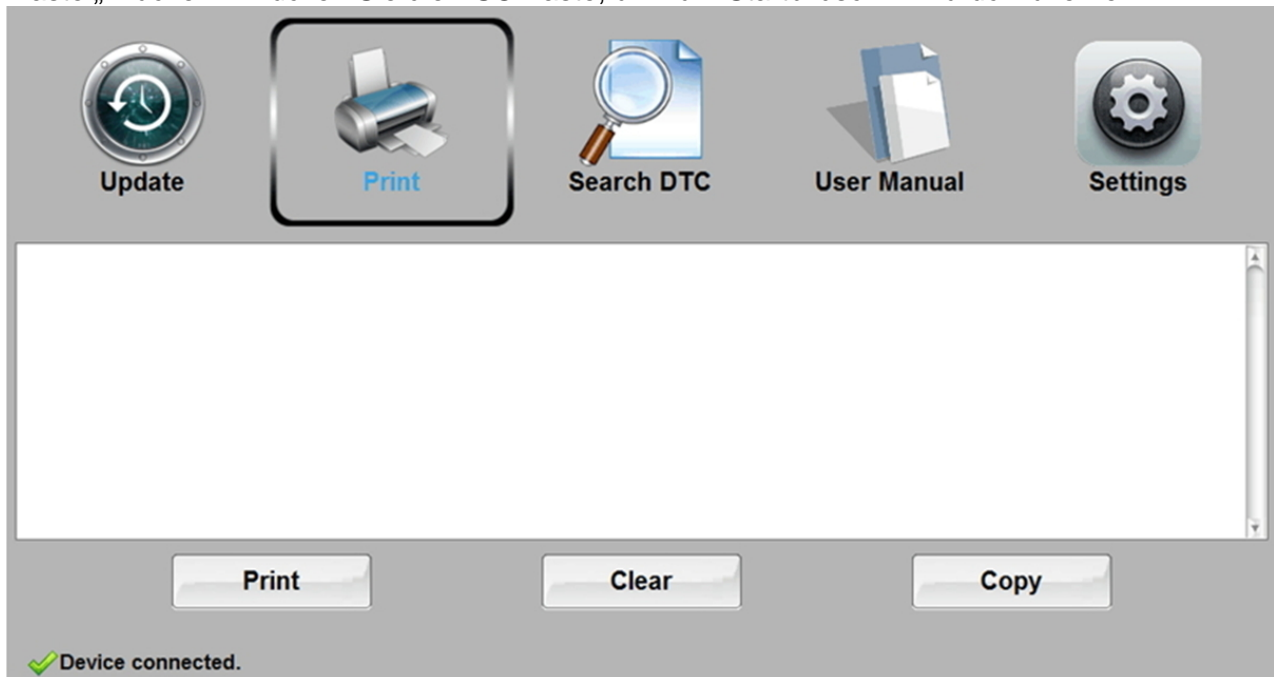 Update
Print
Search DTC
User Manual
Settings
Print
Clear
Copy
Device connected.